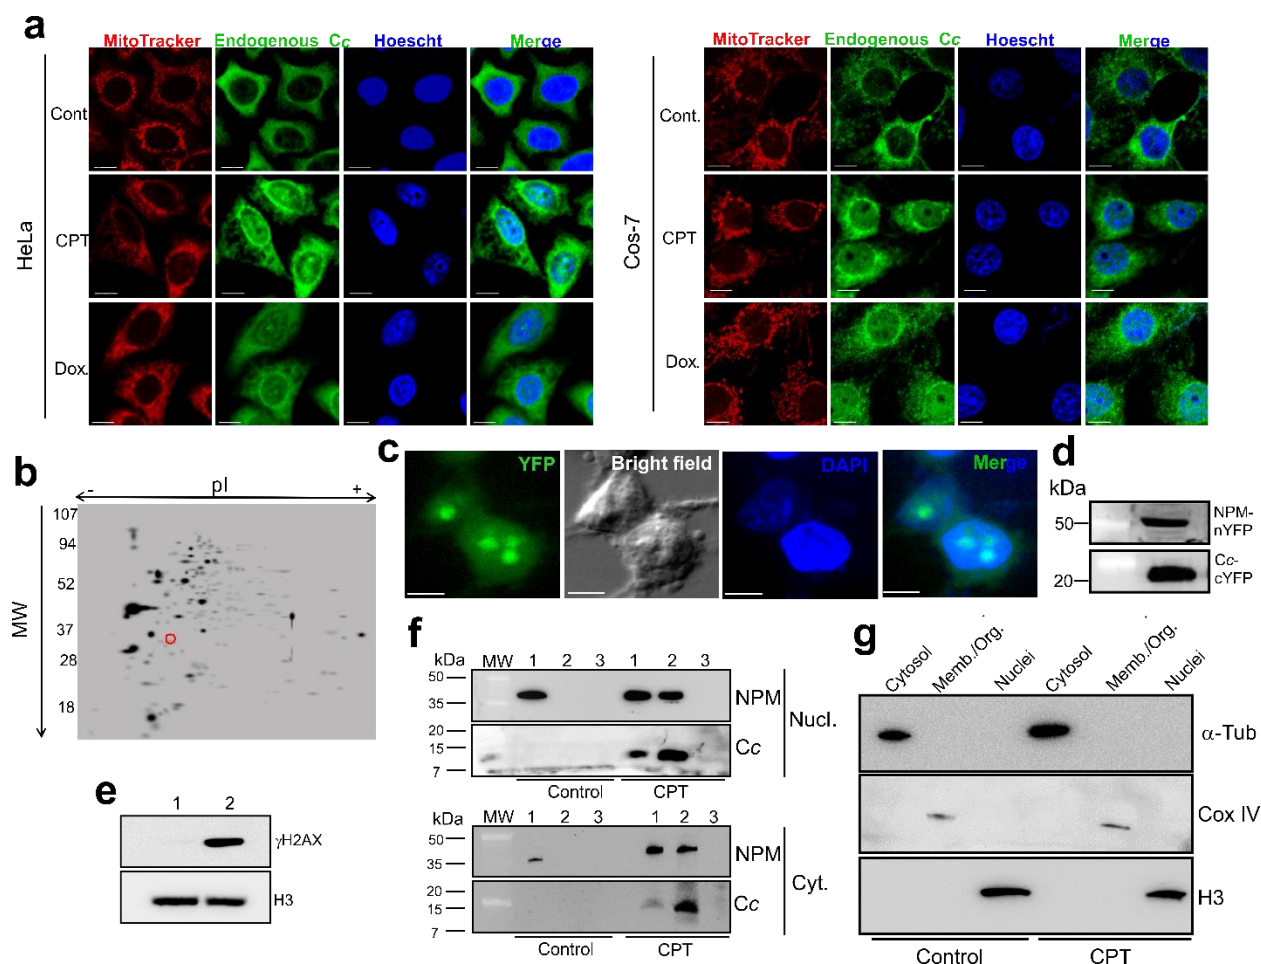 a
MitoTracker Endogenous Cc Hoescht Merge
MitoTracker Endogenous Cc Hoescht Merge
HeLa
Cont
CPT
Dox.
Cos-7
Cont.
CPT
Dox.
b
- pI +
MW
107
94
52
37
28
18
c
YFP
Bright field
DAPI
Merge
d
kDa
50
NPM-
nYFP
20
Cc-
cYFP
e
1 2
γH2AX
H3
f
kDa MW 1 2 3 1 2 3
50
35
NPM
20
15
7
Cc
Nucl.
Control CPT
kDa MW 1 2 3 1 2 3
50
35
NPM
20
15
7
Cc
Cyt.
Control CPT
g
Cytosol Memb./Org. Nuclei Cytosol Memb./Org. Nuclei
α-Tub
Cox IV
H3
Control CPT